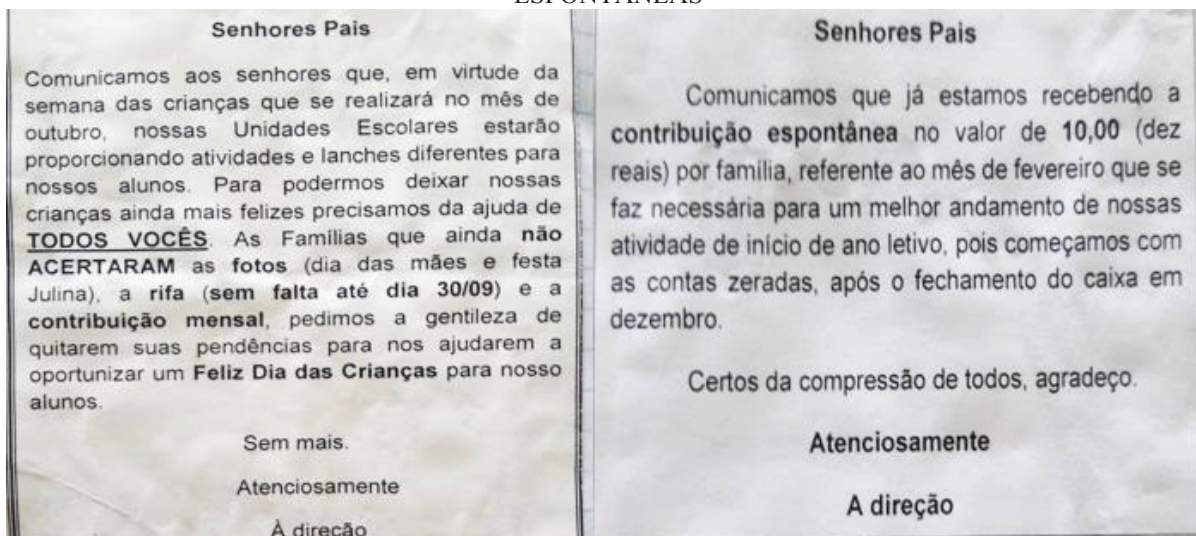 ESPONTÂNEAS
Senhores Pais
Comunicamos aos senhores que, em virtude da
semana das crianças que se realizará no mês de
outubro, nossas Unidades Escolares estarão
proporcionando atividades e lanches diferentes para
nossos alunos. Para podermos deixar nossas
crianças ainda mais felizes precisamos da ajuda de
TODOS VOCÊS. As Famílias que ainda não
ACERTARAM as fotos (dia das mães e festa
Julina), a rifa (sem falta até dia 30/09) e a
contribuição mensal, pedimos a gentileza de
quitarem suas pendências para nos ajudarem a
oportunizar um Feliz Dia das Crianças para nosso
alunos.
Sem mais.
Atenciosamente
À direção
Senhores Pais
Comunicamos que já estamos recebendo a
contribuição espontânea no valor de 10,00 (dez
reais) por família, referente ao mês de fevereiro que se
faz necessária para um melhor andamento de nossas
atividade de início de ano letivo, pois começamos com
as contas zeradas, após o fechamento do caixa em
dezembro.
Certos da compressão de todos, agradeço.
Atenciosamente
A direção